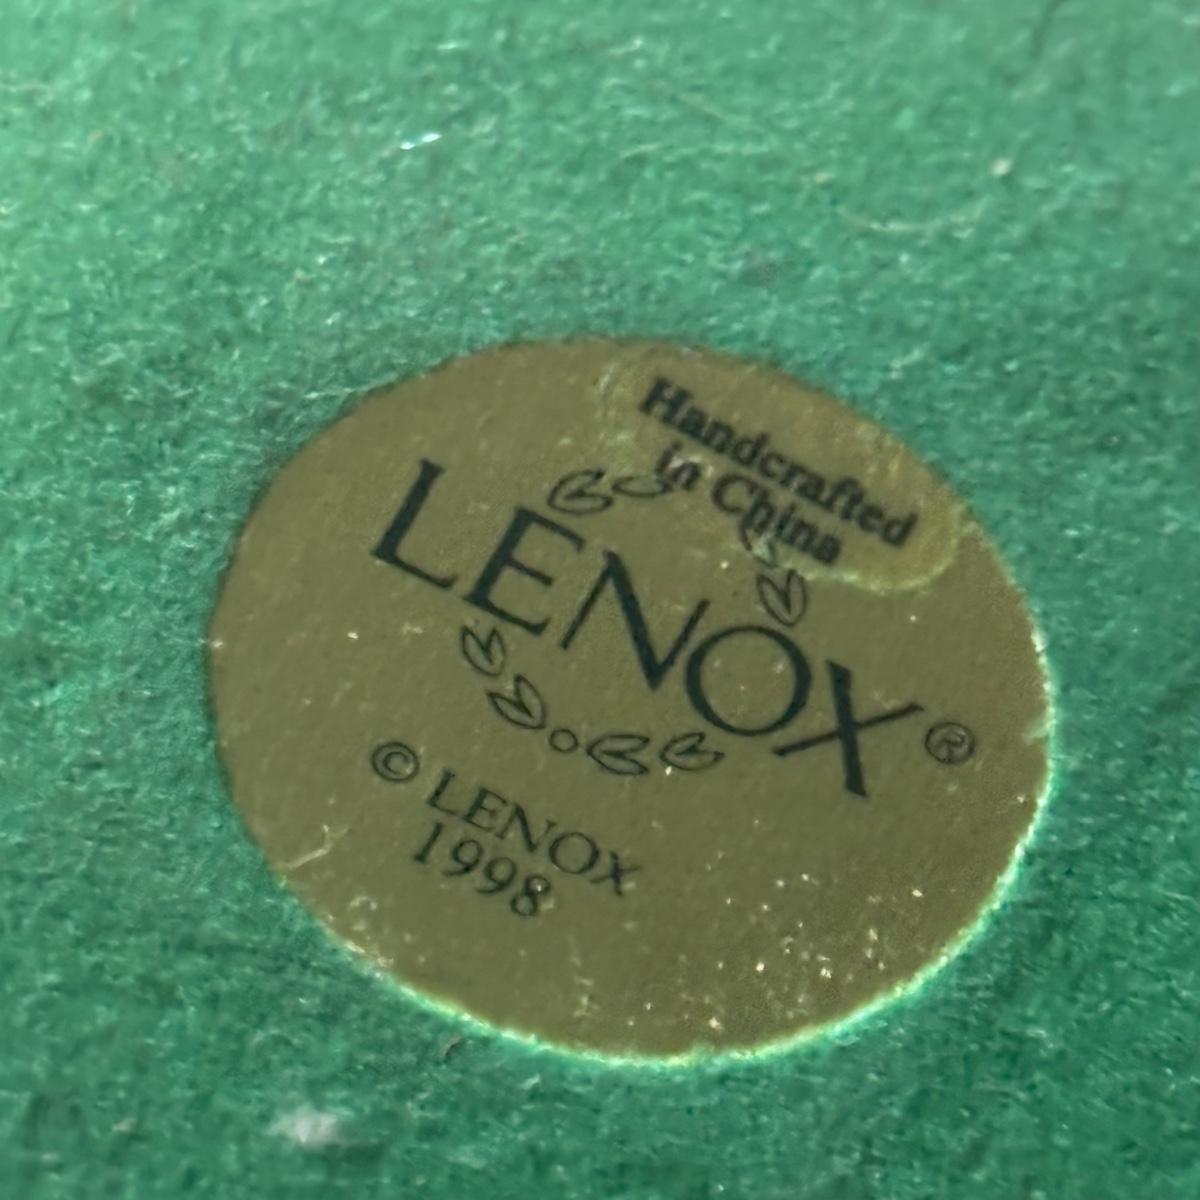 Handcrafted
in China
LENOX®
© LENOX
1998